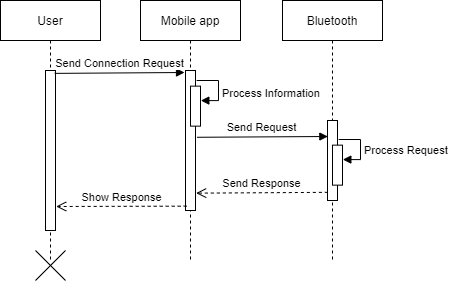 User
Mobile app
Bluetooth
Send Connection Request
Process Information
Send Request
Process Request
Send Response
Show Response